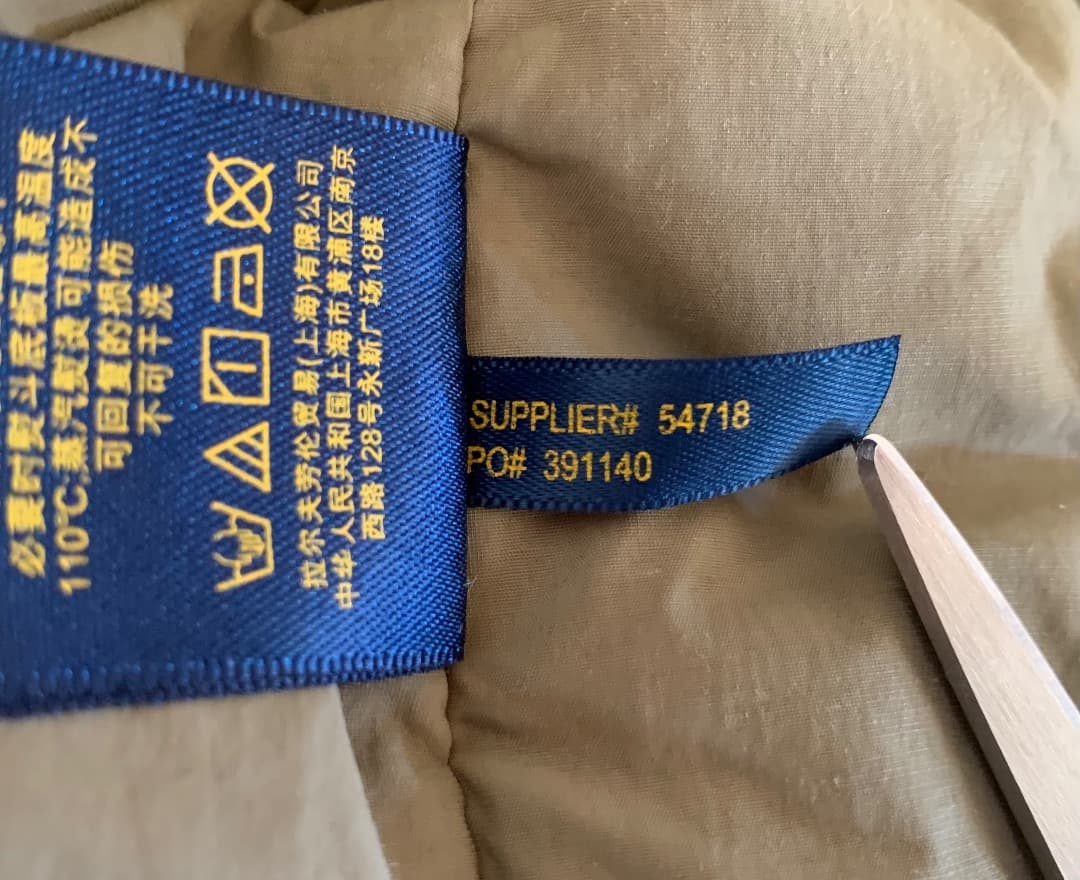 必要时熨斗底板最高温度
110℃;蒸汽熨烫可能造成不
可回复的损伤
不可干洗
拉尔夫劳伦贸易(上海)有限公司
中华人民共和国上海市黄浦区南京
西路128号永新广场18楼
SUPPLIER# 54718
PO# 391140